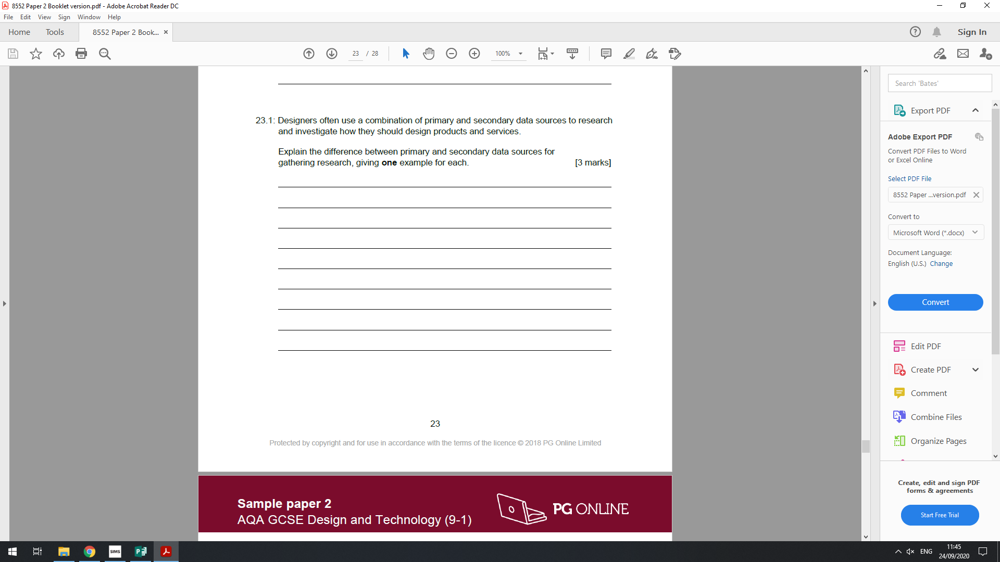 8552 Paper 2 Booklet version.pdf - Adobe Acrobat Reader DC
File Edit View Sign Window Help
Home Tools 8552 Paper 2 Book... × Sign In
23 / 28 100%
23.1: Designers often use a combination of primary and secondary data sources to research
and investigate how they should design products and services.
Explain the difference between primary and secondary data sources for
gathering research, giving one example for each. [3 marks]
23
Protected by copyright and for use in accordance with the terms of the licence © 2018 PG Online Limited
Sample paper 2
AQA GCSE Design and Technology (9-1)
PG ONLINE
Search 'Bates'
Export PDF
Adobe Export PDF
Convert PDF Files to Word
or Excel Online
Select PDF File
8552 Paper ...version.pdf
Convert to
Microsoft Word (*.docx)
Document Language:
English (U.S.) Change
Convert
Edit PDF
Create PDF
Comment
Combine Files
Organize Pages
Create, edit and sign PDF
forms & agreements
Start Free Trial
SIMS
ENG
11:45
24/09/2020